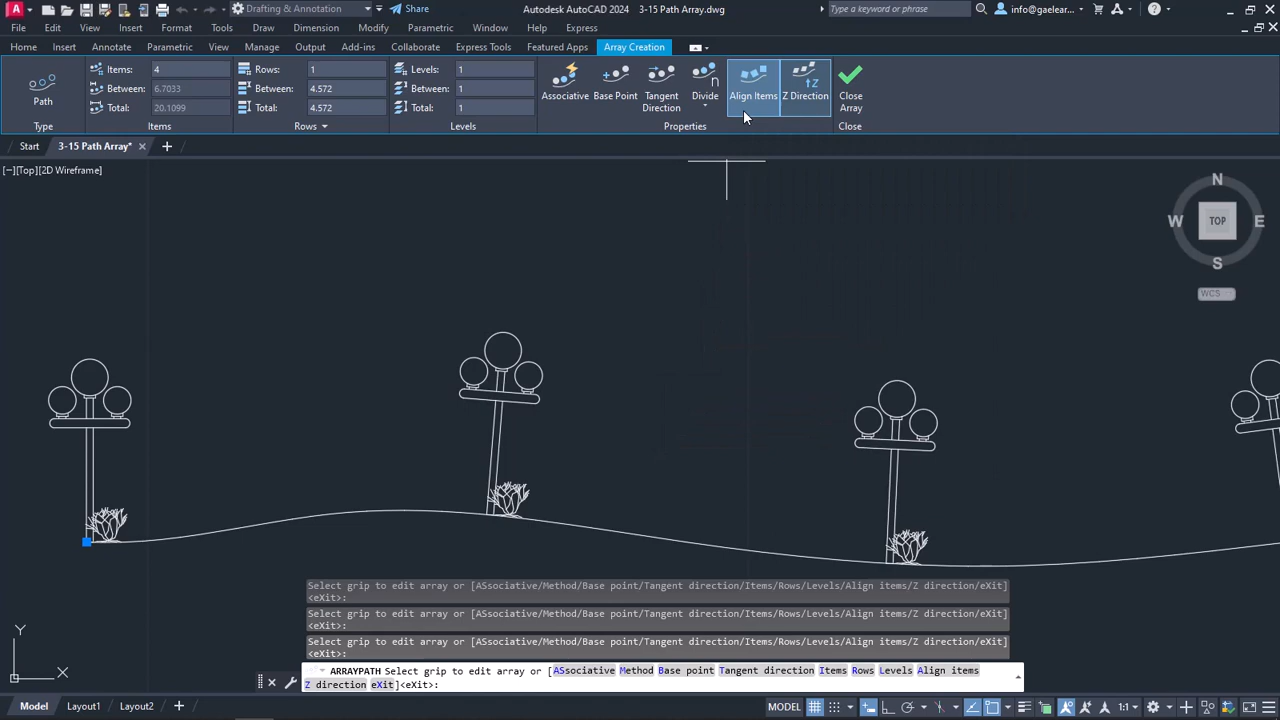 Drafting & Annotation
Share
Autodesk AutoCAD 2024
3-15 Path Array.dwg
Type a keyword or phrase
info@gaelear...
File Edit View Insert Format Tools Draw Dimension Modify Parametric Window Help Express
Home Insert Annotate Parametric View Manage Output Add-ins Collaborate Express Tools Featured Apps Array Creation
Path
Type
Items: 4
Between: 6.7033
Total: 20.1099
Items
Rows: 1
Between: 4.572
Total: 4.572
Rows
Levels: 1
Between: 1
Total: 1
Levels
Associative
Base Point
Tangent
Direction
Divide
Align Items
Z Direction
Properties
Close
Array
Close
Start
3-15 Path Array*
[−][Top][2D Wireframe]
N
W
TOP
E
S
WCS
Select grip to edit array or [ASsociative/Method/Base point/Tangent direction/Items/Rows/Levels/Align items/Z direction/eXit]
<eXit>:
Select grip to edit array or [ASsociative/Method/Base point/Tangent direction/Items/Rows/Levels/Align items/Z direction/eXit]
<eXit>:
Select grip to edit array or [ASsociative/Method/Base point/Tangent direction/Items/Rows/Levels/Align items/Z direction/eXit]
<eXit>:
ARRAYPATH Select grip to edit array or [ASsociative Method Base point Tangent direction Items Rows Levels Align items
Z direction eXit]<eXit>:
Y
X
Model Layout1 Layout2
MODEL
1:1